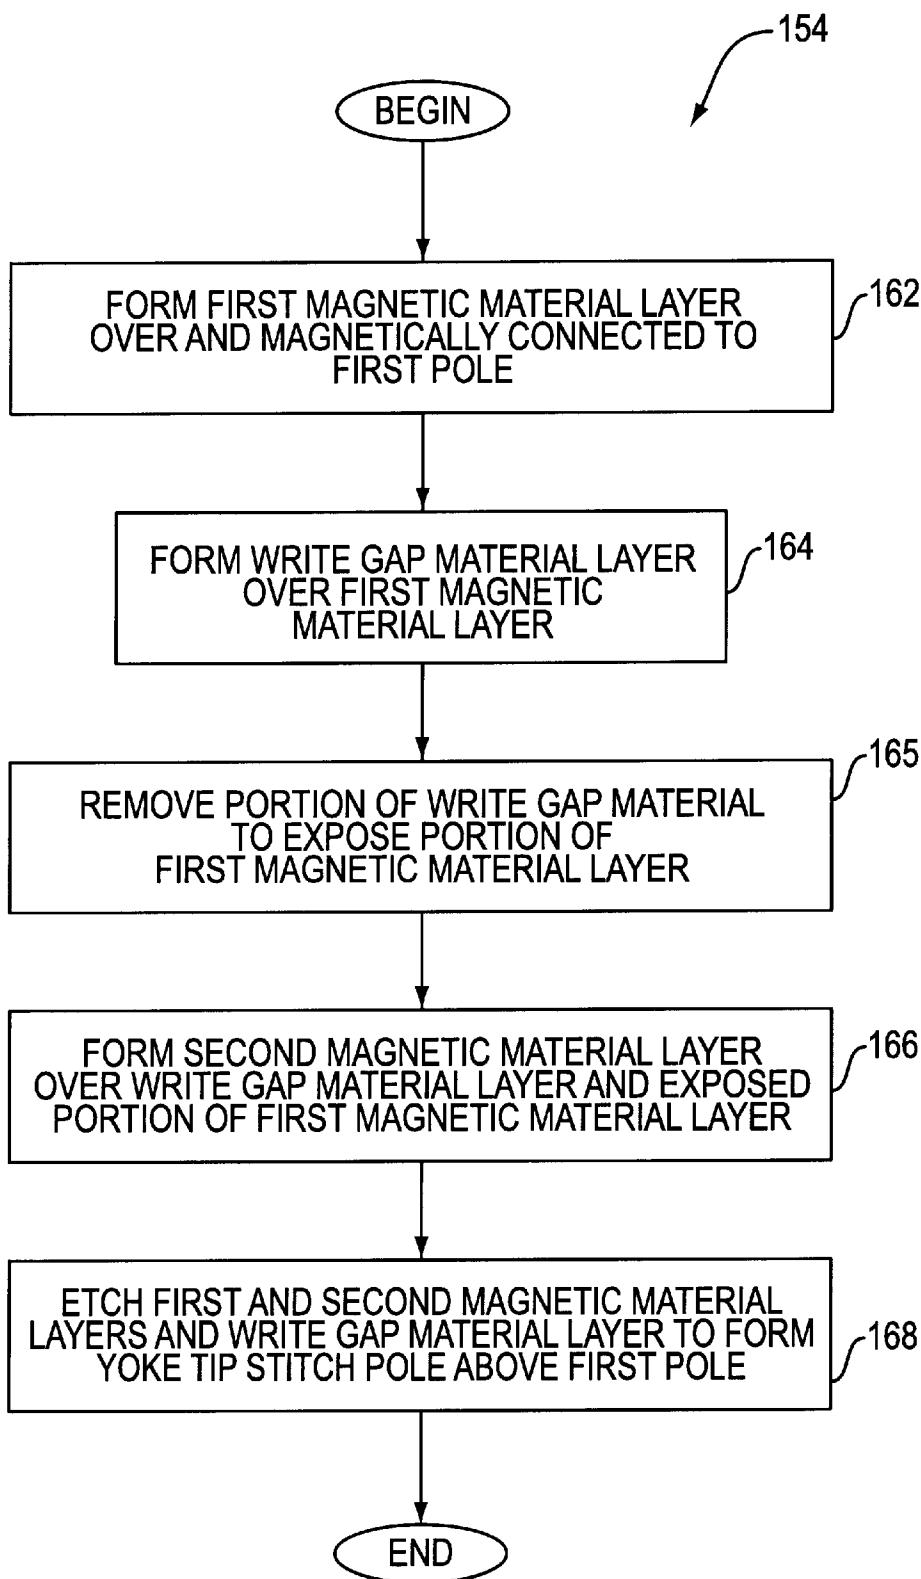 154
BEGIN
FORM FIRST MAGNETIC MATERIAL LAYER
OVER AND MAGNETICALLY CONNECTED TO
FIRST POLE
162
FORM WRITE GAP MATERIAL LAYER
OVER FIRST MAGNETIC
MATERIAL LAYER
164
REMOVE PORTION OF WRITE GAP MATERIAL
TO EXPOSE PORTION OF
FIRST MAGNETIC MATERIAL LAYER
165
FORM SECOND MAGNETIC MATERIAL LAYER
OVER WRITE GAP MATERIAL LAYER AND EXPOSED
PORTION OF FIRST MAGNETIC MATERIAL LAYER
166
ETCH FIRST AND SECOND MAGNETIC MATERIAL
LAYERS AND WRITE GAP MATERIAL LAYER TO FORM
YOKE TIP STITCH POLE ABOVE FIRST POLE
168
END